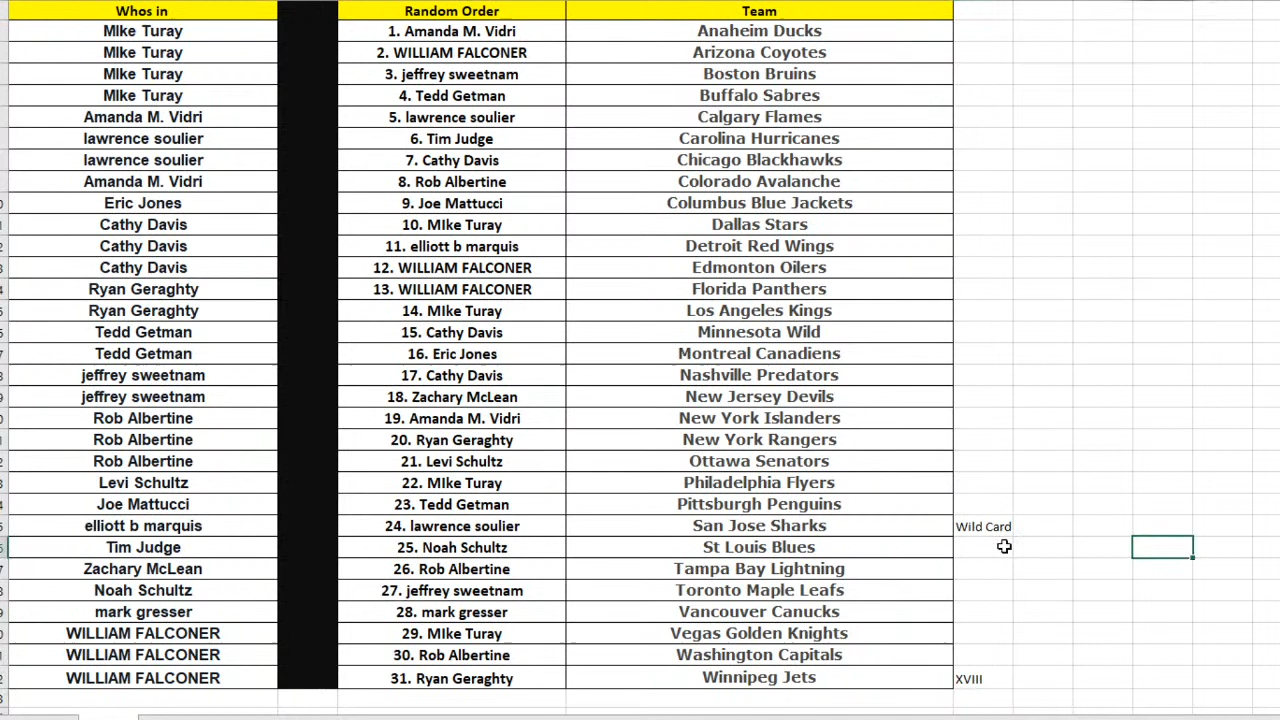 Whos in Random Order Team
MIke Turay 1. Amanda M. Vidri Anaheim Ducks
MIke Turay 2. WILLIAM FALCONER Arizona Coyotes
MIke Turay 3. jeffrey sweetnam Boston Bruins
MIke Turay 4. Tedd Getman Buffalo Sabres
Amanda M. Vidri 5. lawrence soulier Calgary Flames
lawrence soulier 6. Tim Judge Carolina Hurricanes
lawrence soulier 7. Cathy Davis Chicago Blackhawks
Amanda M. Vidri 8. Rob Albertine Colorado Avalanche
Eric Jones 9. Joe Mattucci Columbus Blue Jackets
Cathy Davis 10. MIke Turay Dallas Stars
Cathy Davis 11. elliott b marquis Detroit Red Wings
Cathy Davis 12. WILLIAM FALCONER Edmonton Oilers
Ryan Geraghty 13. WILLIAM FALCONER Florida Panthers
Ryan Geraghty 14. MIke Turay Los Angeles Kings
Tedd Getman 15. Cathy Davis Minnesota Wild
Tedd Getman 16. Eric Jones Montreal Canadiens
jeffrey sweetnam 17. Cathy Davis Nashville Predators
jeffrey sweetnam 18. Zachary McLean New Jersey Devils
Rob Albertine 19. Amanda M. Vidri New York Islanders
Rob Albertine 20. Ryan Geraghty New York Rangers
Rob Albertine 21. Levi Schultz Ottawa Senators
Levi Schultz 22. MIke Turay Philadelphia Flyers
Joe Mattucci 23. Tedd Getman Pittsburgh Penguins
elliott b marquis 24. lawrence soulier San Jose Sharks Wild Card
Tim Judge 25. Noah Schultz St Louis Blues
Zachary McLean 26. Rob Albertine Tampa Bay Lightning
Noah Schultz 27. jeffrey sweetnam Toronto Maple Leafs
mark gresser 28. mark gresser Vancouver Canucks
WILLIAM FALCONER 29. MIke Turay Vegas Golden Knights
WILLIAM FALCONER 30. Rob Albertine Washington Capitals
WILLIAM FALCONER 31. Ryan Geraghty Winnipeg Jets XVIII